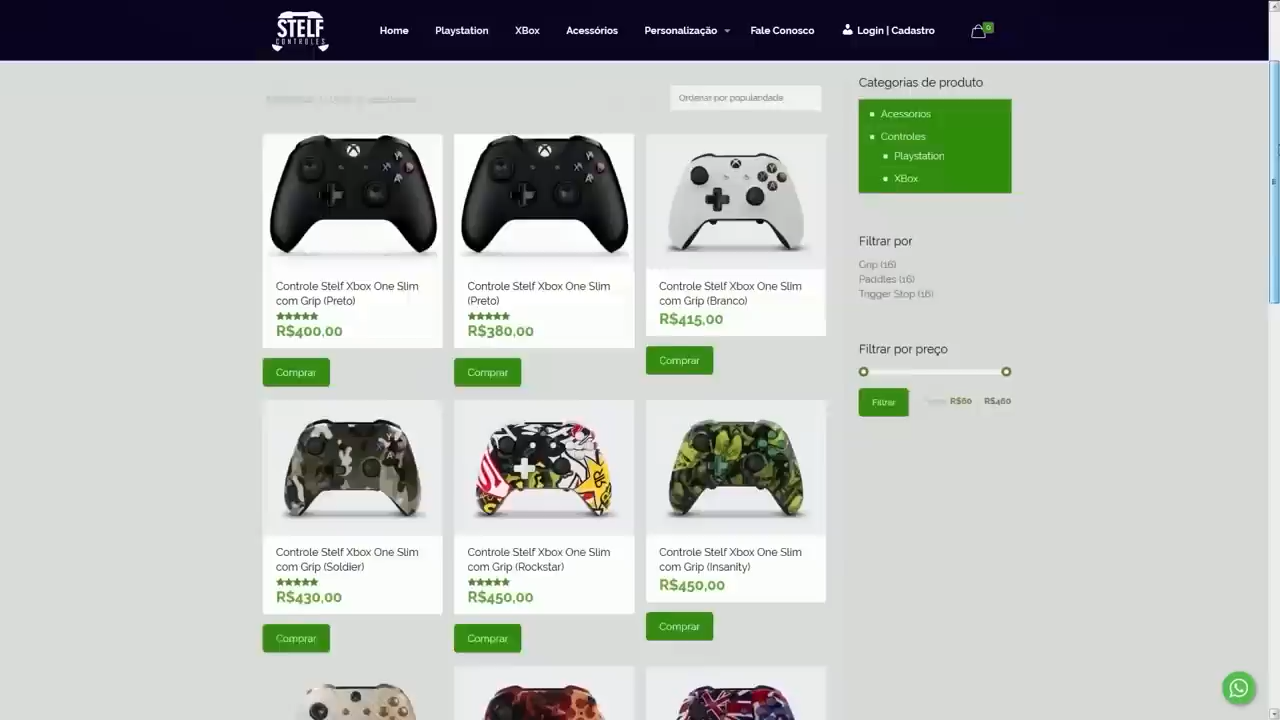 STELF
CONTROLES
Home
Playstation
XBox
Acessórios
Personalização
Fale Conosco
Login | Cadastro
0
Ordenar por popularidade
Controle Stelf Xbox One Slim
com Grip (Preto)
R$400,00
Comprar
Controle Stelf Xbox One Slim
(Preto)
R$380,00
Comprar
Controle Stelf Xbox One Slim
com Grip (Branco)
R$415,00
Comprar
Controle Stelf Xbox One Slim
com Grip (Soldier)
R$430,00
Comprar
Controle Stelf Xbox One Slim
com Grip (Rockstar)
R$450,00
Comprar
Controle Stelf Xbox One Slim
com Grip (Insanity)
R$450,00
Comprar
Categorias de produto
Acessórios
Controles
Playstation
XBox
Filtrar por
Grip (16)
Paddles (16)
Trigger Stop (16)
Filtrar por preço
Filtrar
R$60
R$460